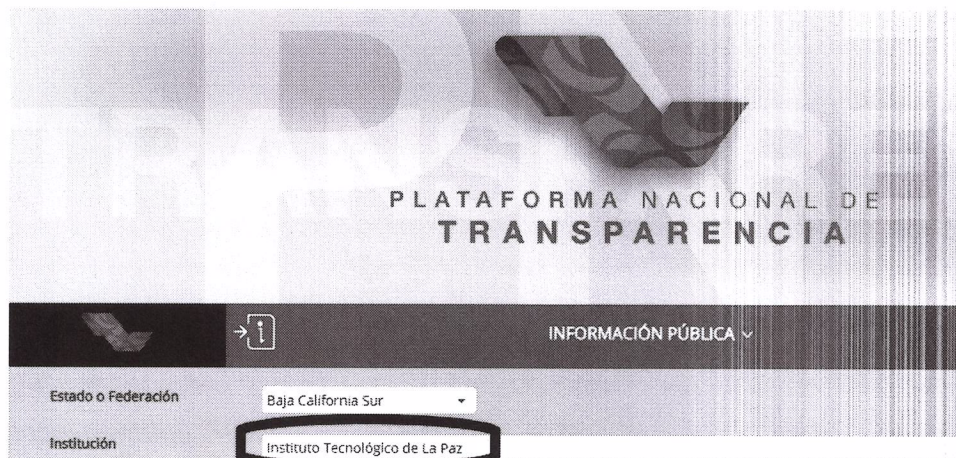 PLATAFORMA NACIONAL DE
TRANSPARENCIA
INFORMACIÓN PÚBLICA
Estado o Federación
Baja California Sur
Institución
Instituto Tecnológico de La Paz